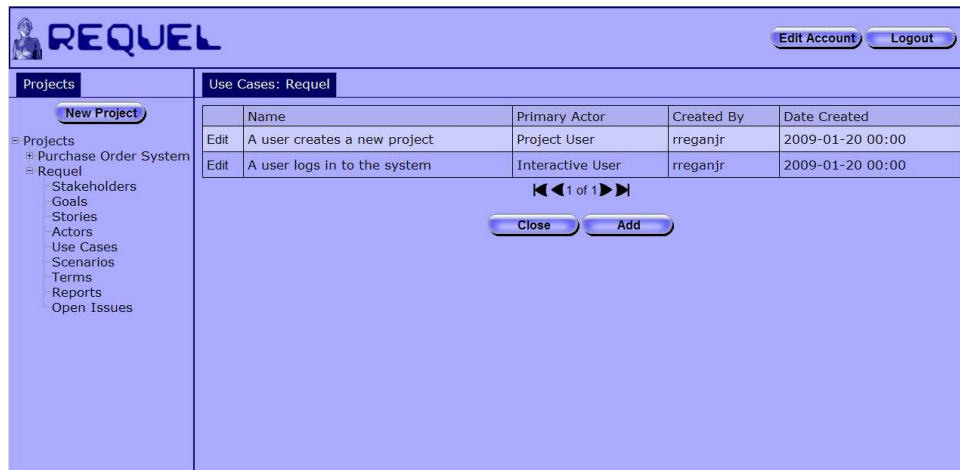 REQUEL
Edit Account Logout
Projects
New Project
Projects
Purchase Order System
Requel
Stakeholders
Goals
Stories
Actors
Use Cases
Scenarios
Terms
Reports
Open Issues
Use Cases: Requel
Name Primary Actor Created By Date Created
Edit A user creates a new project Project User rreganjr 2009-01-20 00:00
Edit A user logs in to the system Interactive User rreganjr 2009-01-20 00:00
1 of 1
Close Add